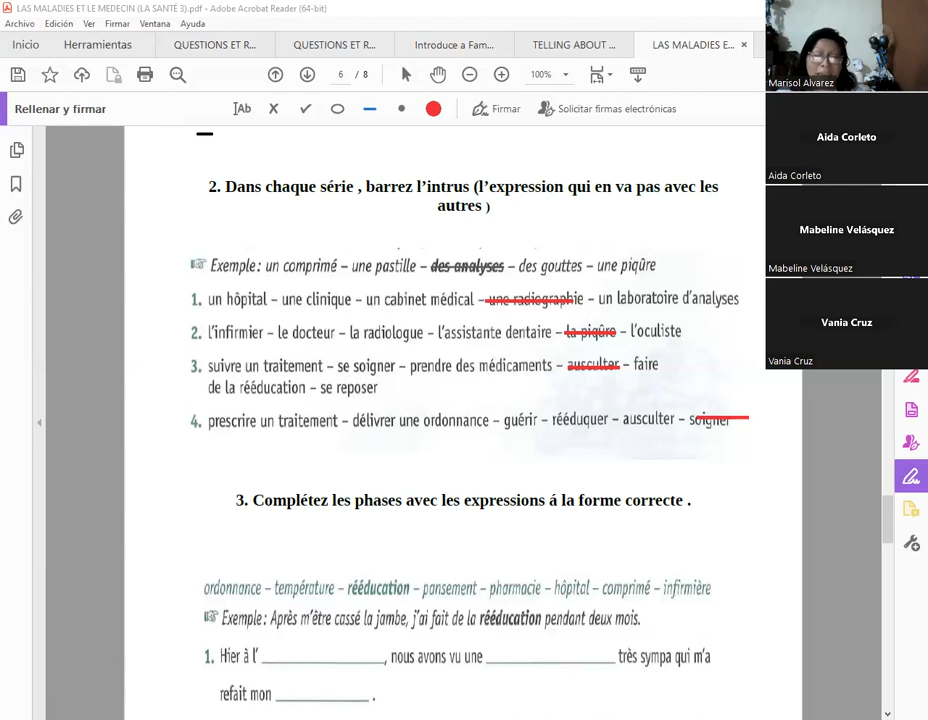 LAS MALADIES ET LE MEDECIN (LA SANTÉ 3).pdf - Adobe Acrobat Reader (64-bit)
Archivo Edición Ver Firmar Ventana Ayuda
Inicio Herramientas QUESTIONS ET R... QUESTIONS ET R... Introduce a Fam... TELLING ABOUT ... LAS MALADIES E... ×
6 / 8 100%
Rellenar y firmar Ab Firmar Solicitar firmas electrónicas
Marisol Alvarez
Aida Corleto
Aida Corleto
Mabeline Velásquez
Mabeline Velásquez
Vania Cruz
Vania Cruz
2. Dans chaque série , barrez l’intrus (l’expression qui en va pas avec les
autres )
Exemple : un comprimé – une pastille – des analyses – des gouttes – une piqûre
1. un hôpital – une clinique – un cabinet médical – une radiographie – un laboratoire d'analyses
2. l'infirmier – le docteur – la radiologue – l'assistante dentaire – la piqûre – l'oculiste
3. suivre un traitement – se soigner – prendre des médicaments – ausculter – faire
de la rééducation – se reposer
4. prescrire un traitement – délivrer une ordonnance – guérir – rééduquer – ausculter – soigner
3. Complétez les phases avec les expressions á la forme correcte .
ordonnance – température – rééducation – pansement – pharmacie – hôpital – comprimé – infirmière
Exemple : Après m'être cassé la jambe, j'ai fait de la rééducation pendant deux mois.
1. Hier à l' ____________, nous avons vu une ____________ très sympa qui m'a
refait mon ____________ .